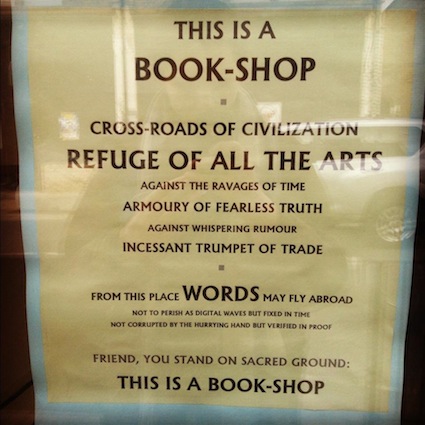 THIS IS A
BOOK-SHOP
CROSS-ROADS OF CIVILIZATION
REFUGE OF ALL THE ARTS
AGAINST THE RAVAGES OF TIME
ARMOURY OF FEARLESS TRUTH
AGAINST WHISPERING RUMOUR
INCESSANT TRUMPET OF TRADE
FROM THIS PLACE WORDS MAY FLY ABROAD
NOT TO PERISH AS DIGITAL WAVES BUT FIXED IN TIME
NOT CORRUPTED BY THE HURRYING HAND BUT VERIFIED IN PROOF
FRIEND, YOU STAND ON SACRED GROUND:
THIS IS A BOOK-SHOP